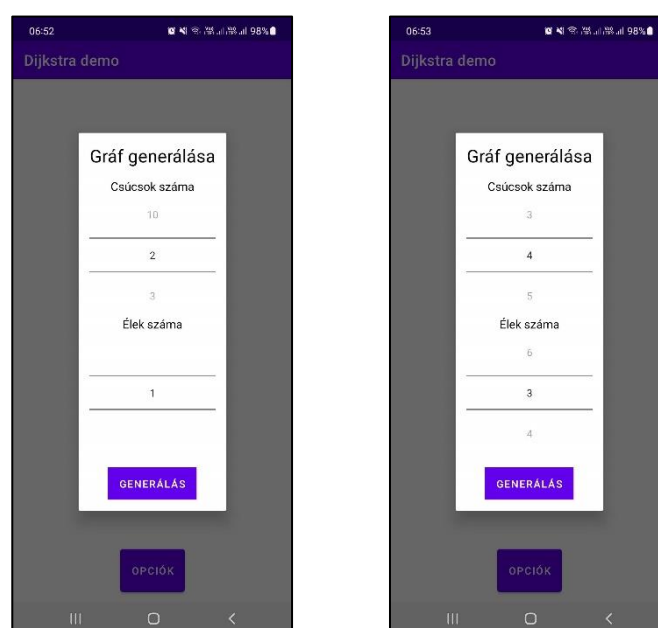 06:52
98%
Dijkstra demo
Gráf generálása
Csúcsok száma
10
2
3
Élek száma
1
GENERÁLÁS
OPCIÓK
06:53
98%
Dijkstra demo
Gráf generálása
Csúcsok száma
3
4
5
Élek száma
6
3
4
GENERÁLÁS
OPCIÓK